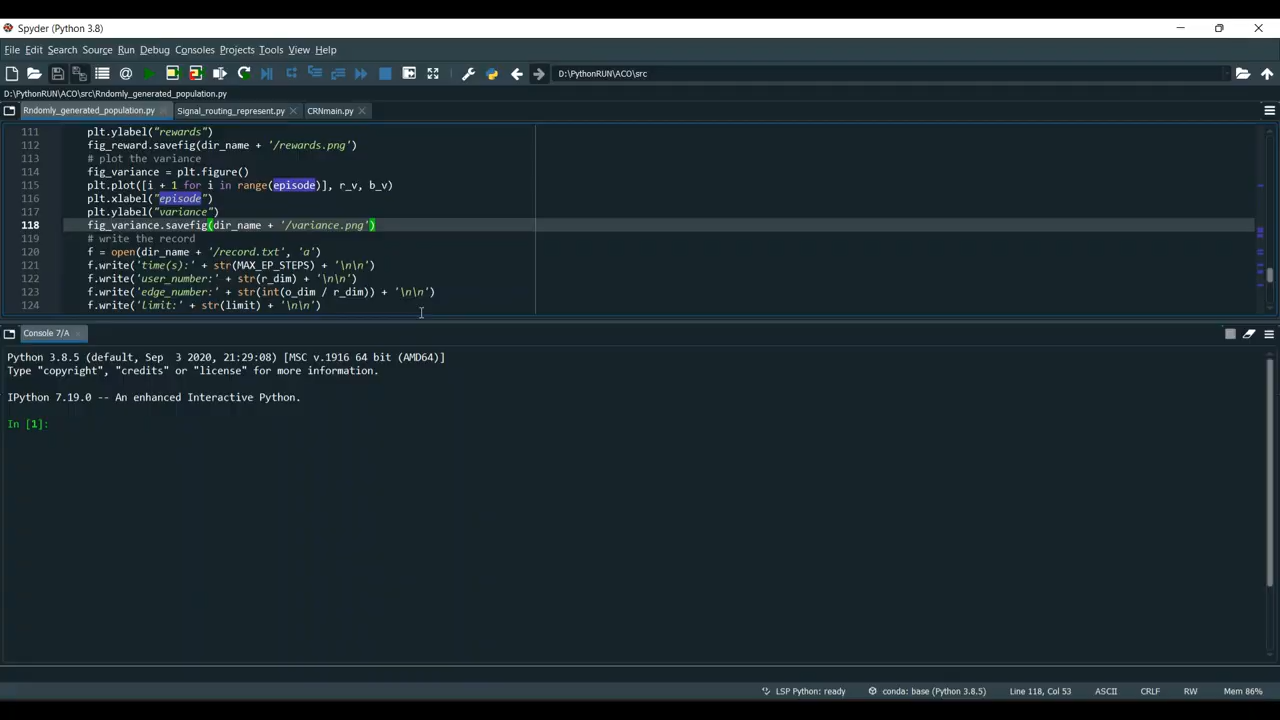 Spyder (Python 3.8)
File Edit Search Source Run Debug Consoles Projects Tools View Help
D:\PythonRUN\ACO\src
D:\PythonRUN\ACO\src\Rndomly_generated_population.py
Rndomly_generated_population.py Signal_routing_represent.py CRNmain.py
111 plt.ylabel("rewards")
112 fig_reward.savefig(dir_name + '/rewards.png')
113 # plot the variance
114 fig_variance = plt.figure()
115 plt.plot([i + 1 for i in range(episode)], r_v, b_v)
116 plt.xlabel("episode")
117 plt.ylabel("variance")
118 fig_variance.savefig(dir_name + '/variance.png')
119 # write the record
120 f = open(dir_name + '/record.txt', 'a')
121 f.write('time(s):' + str(MAX_EP_STEPS) + '\n\n')
122 f.write('user_number:' + str(r_dim) + '\n\n')
123 f.write('edge_number:' + str(int(o_dim / r_dim)) + '\n\n')
124 f.write('limit:' + str(limit) + '\n\n')
Console 7/A
Python 3.8.5 (default, Sep  3 2020, 21:29:08) [MSC v.1916 64 bit (AMD64)]
Type "copyright", "credits" or "license" for more information.
IPython 7.19.0 -- An enhanced Interactive Python.
In [1]:
LSP Python: ready conda: base (Python 3.8.5) Line 118, Col 53 ASCII CRLF RW Mem 86%